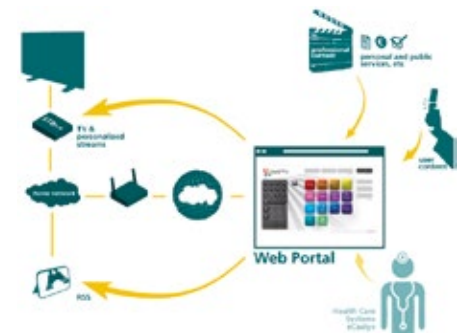 professional
content
personal and public
services, etc
TV &
personalized
streams
user
content
Home network
Web Portal
RSS
Health Care
Systems